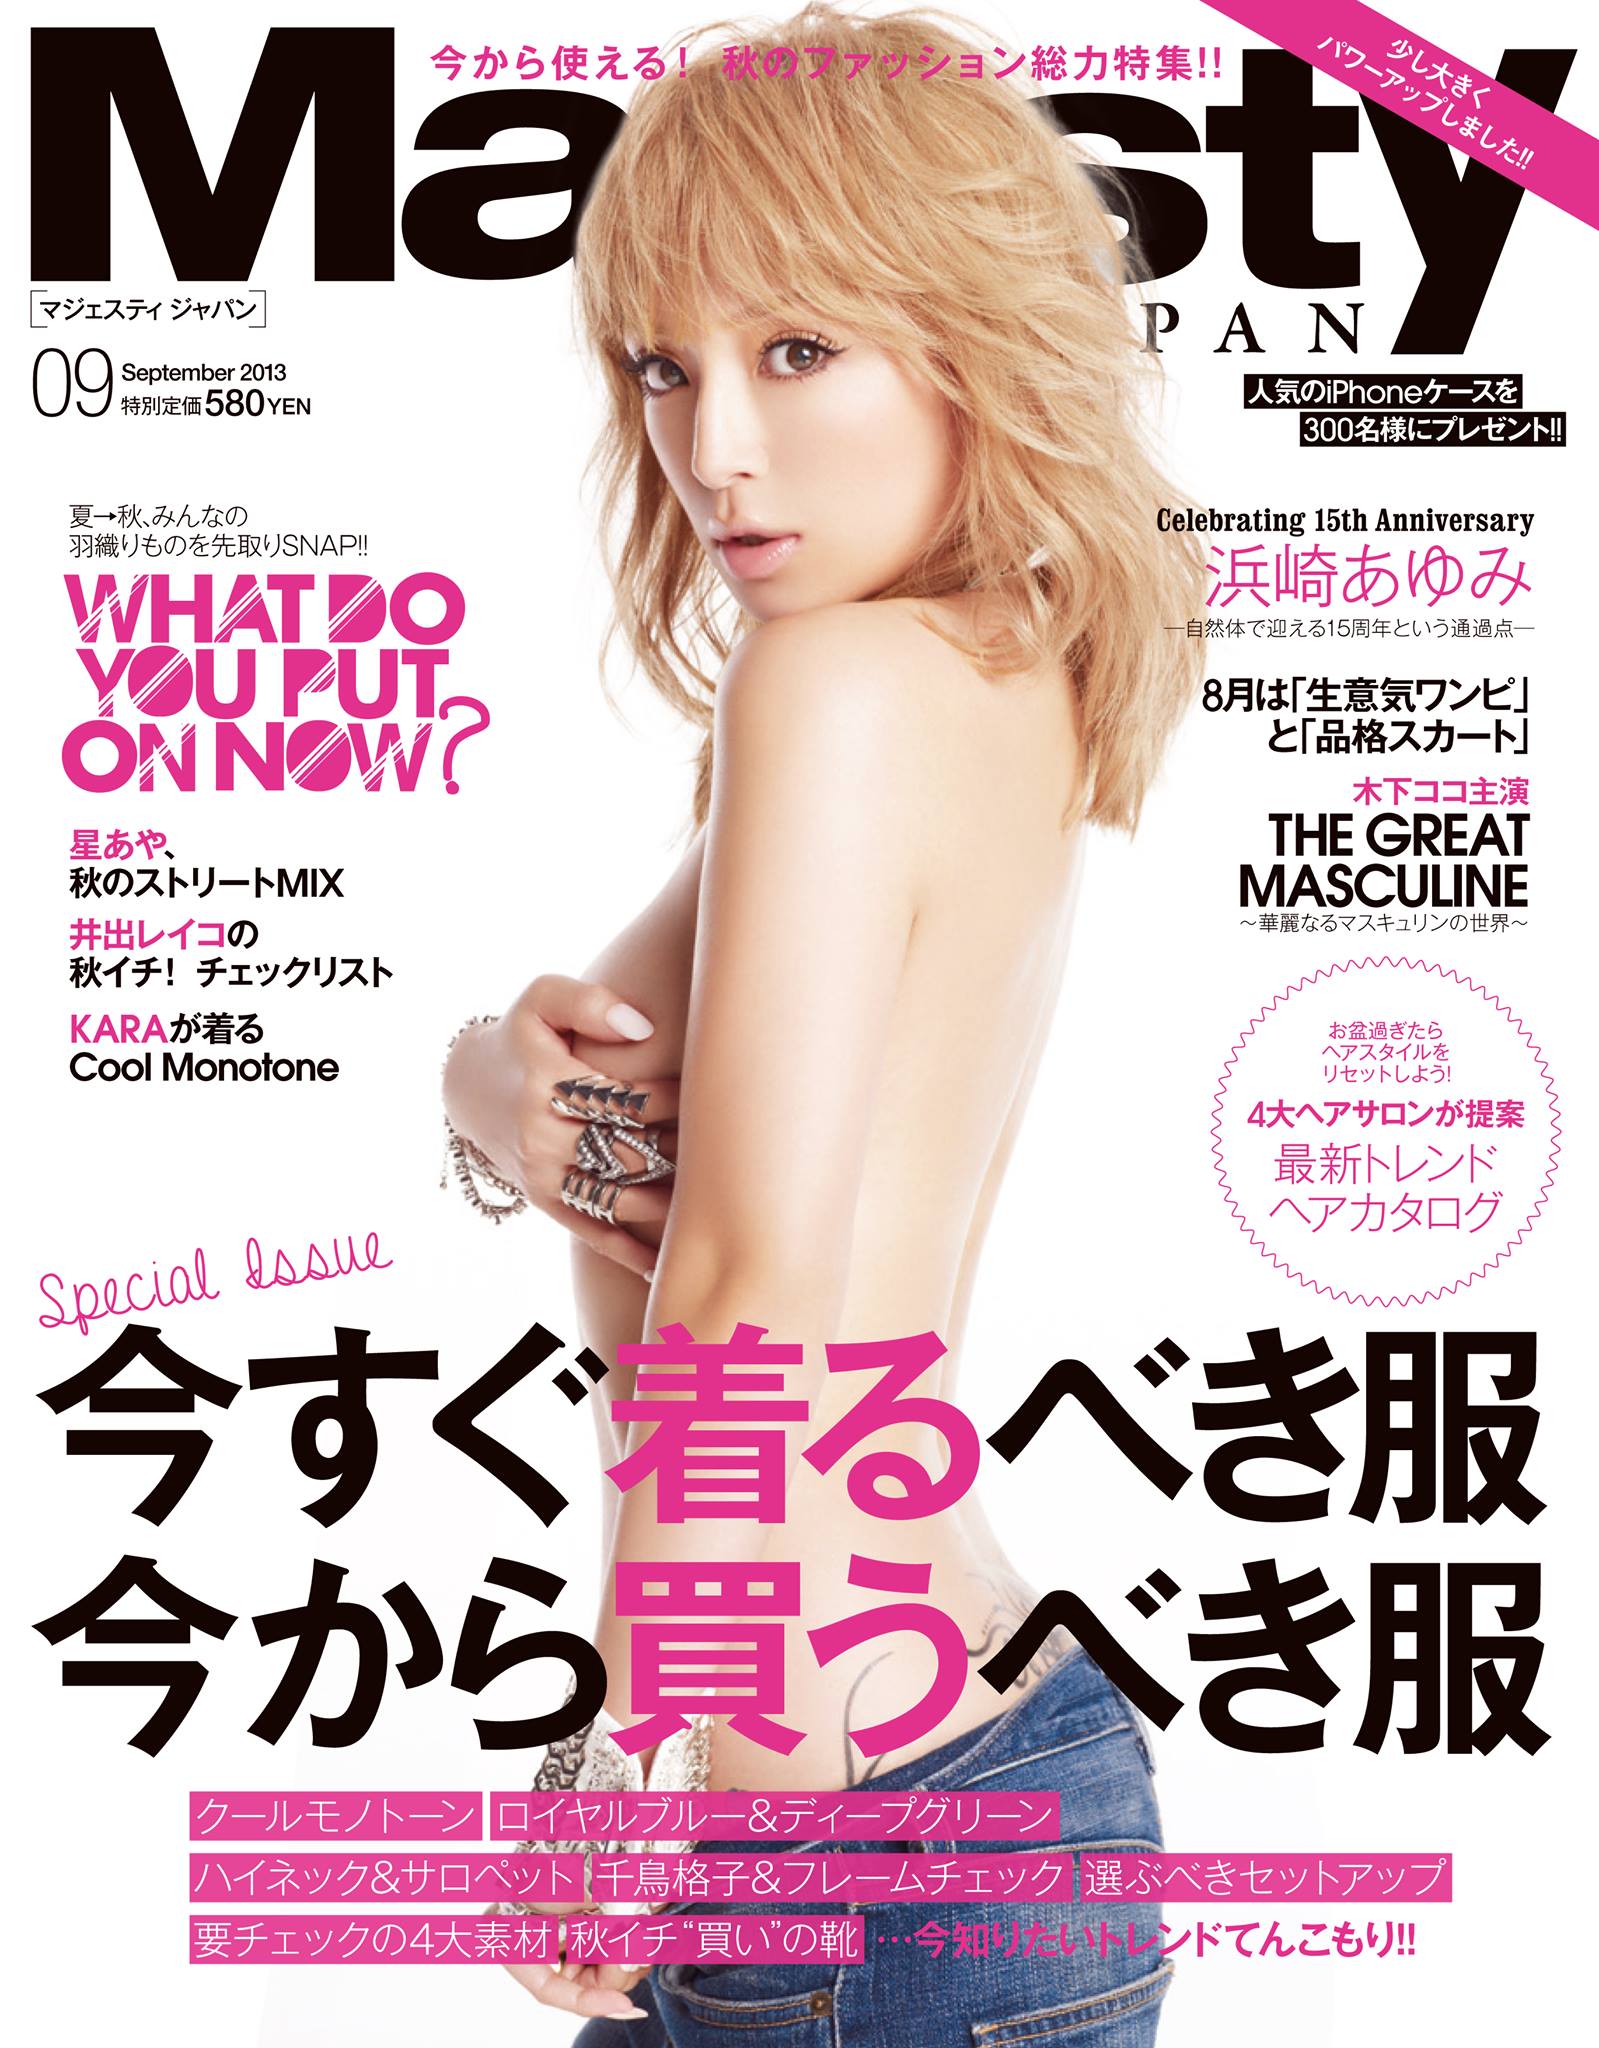 今から使える! 秋のファッション総力特集!!
少し大きく
パワーアップしました!!
Ma sty
PAN
[マジェスティ ジャパン]
09 September 2013
特別定価580YEN
人気のiPhoneケースを
300名様にプレゼント!!
夏→秋、みんなの
羽織りものを先取りSNAP!!
WHAT DO
YOU PUT
ON NOW?
星あや、
秋のストリートMIX
井出レイコの
秋イチ! チェックリスト
KARAが着る
Cool Monotone
Celebrating 15th Anniversary
浜崎あゆみ
―自然体で迎える15周年という通過点―
8月は「生意気ワンピ」
と「品格スカート」
木下ココ主演
THE GREAT
MASCULINE
～華麗なるマスキュリンの世界～
お盆過ぎたら
ヘアスタイルを
リセットしよう!
4大ヘアサロンが提案
最新トレンド
ヘアカタログ
Special Issue
今すぐ着るべき服
今から買うべき服
クールモノトーン ロイヤルブルー&ディープグリーン
ハイネック&サロペット 千鳥格子&フレームチェック 選ぶべきセットアップ
要チェックの4大素材 秋イチ“買い”の靴 …今知りたいトレンドてんこもり!!